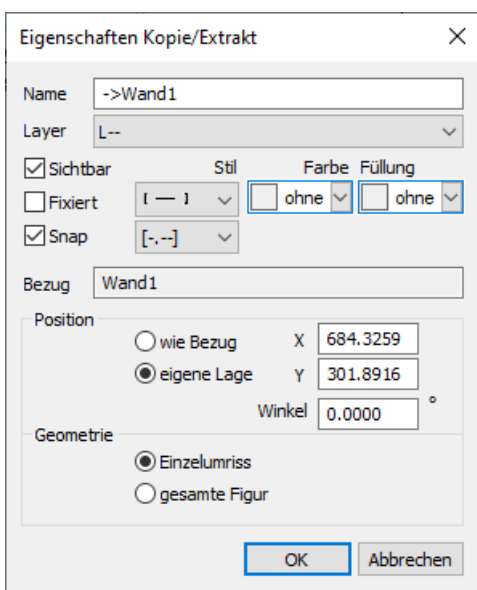 Eigenschaften Kopie/Extrakt
Name ->Wand1
Layer L--
Sichtbar Stil Farbe Füllung
Fixiert [ — ] ohne ohne
Snap [-,--]
Bezug Wand1
Position
wie Bezug X 684.3259
eigene Lage Y 301.8916
Winkel 0.0000 °
Geometrie
Einzelumriss
gesamte Figur
OK Abbrechen